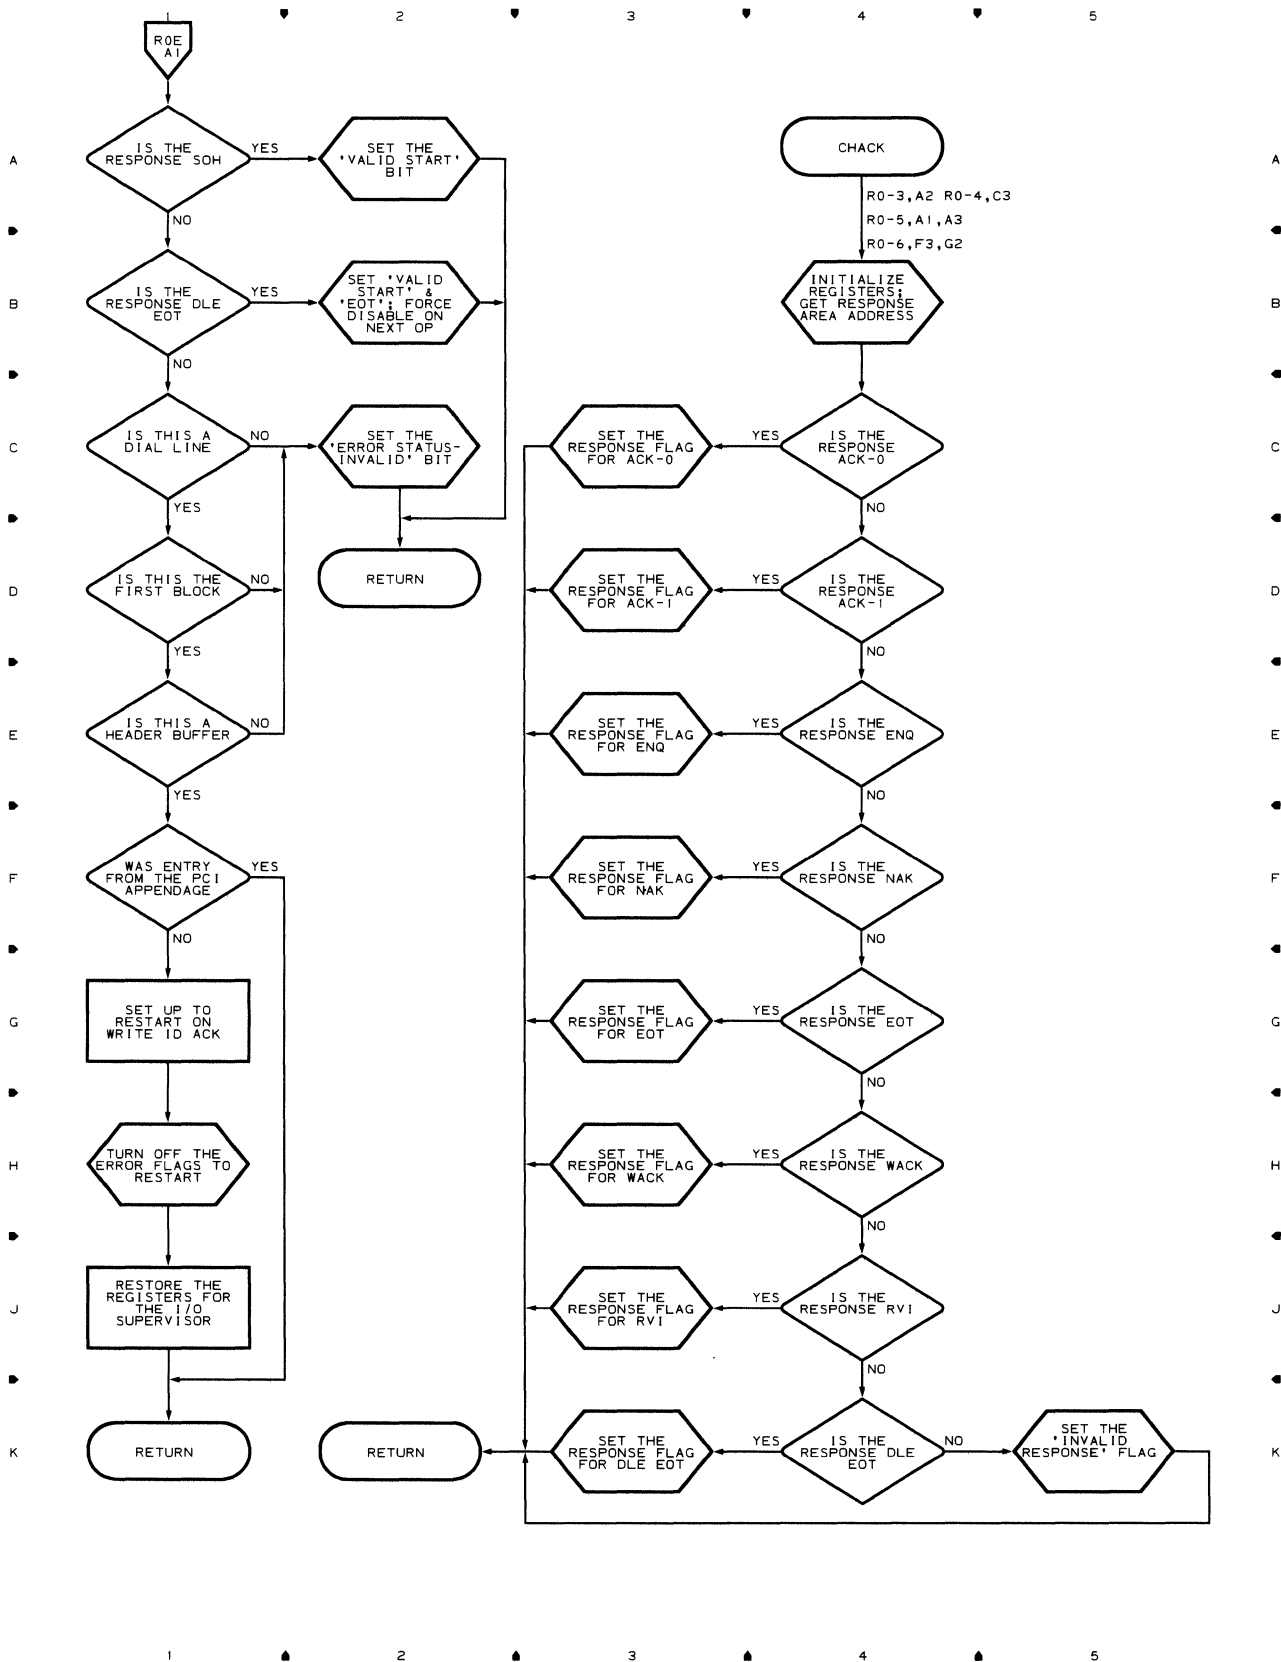 1 2 3 4 5
ROE
A1
A
IS THE
RESPONSE SOH
YES
NO
SET THE
'VALID START'
BIT
CHACK
A
RO-3,A2 RO-4,C3
RO-5,A1,A3
RO-6,F3,G2
B
IS THE
RESPONSE DLE
EOT
YES
NO
SET 'VALID
START' &
'EOT'; FORCE
DISABLE ON
NEXT OP
INITIALIZE
REGISTERS;
GET RESPONSE
AREA ADDRESS
B
C
IS THIS A
DIAL LINE
NO
YES
SET THE
'ERROR STATUS-
INVALID' BIT
SET THE
RESPONSE FLAG
FOR ACK-0
YES
IS THE
RESPONSE
ACK-0
NO
C
D
IS THIS THE
FIRST BLOCK
NO
YES
RETURN
SET THE
RESPONSE FLAG
FOR ACK-1
YES
IS THE
RESPONSE
ACK-1
NO
D
E
IS THIS A
HEADER BUFFER
NO
YES
SET THE
RESPONSE FLAG
FOR ENQ
YES
IS THE
RESPONSE ENQ
NO
E
F
WAS ENTRY
FROM THE PCI
APPENDAGE
YES
NO
SET THE
RESPONSE FLAG
FOR NAK
YES
IS THE
RESPONSE NAK
NO
F
G
SET UP TO
RESTART ON
WRITE ID ACK
SET THE
RESPONSE FLAG
FOR EOT
YES
IS THE
RESPONSE EOT
NO
G
H
TURN OFF THE
ERROR FLAGS TO
RESTART
SET THE
RESPONSE FLAG
FOR WACK
YES
IS THE
RESPONSE WACK
NO
H
J
RESTORE THE
REGISTERS FOR
THE I/O
SUPERVISOR
SET THE
RESPONSE FLAG
FOR RVI
YES
IS THE
RESPONSE RVI
NO
J
K
RETURN
RETURN
SET THE
RESPONSE FLAG
FOR DLE EOT
YES
IS THE
RESPONSE DLE
EOT
NO
SET THE
'INVALID
RESPONSE' FLAG
K
1 2 3 4 5